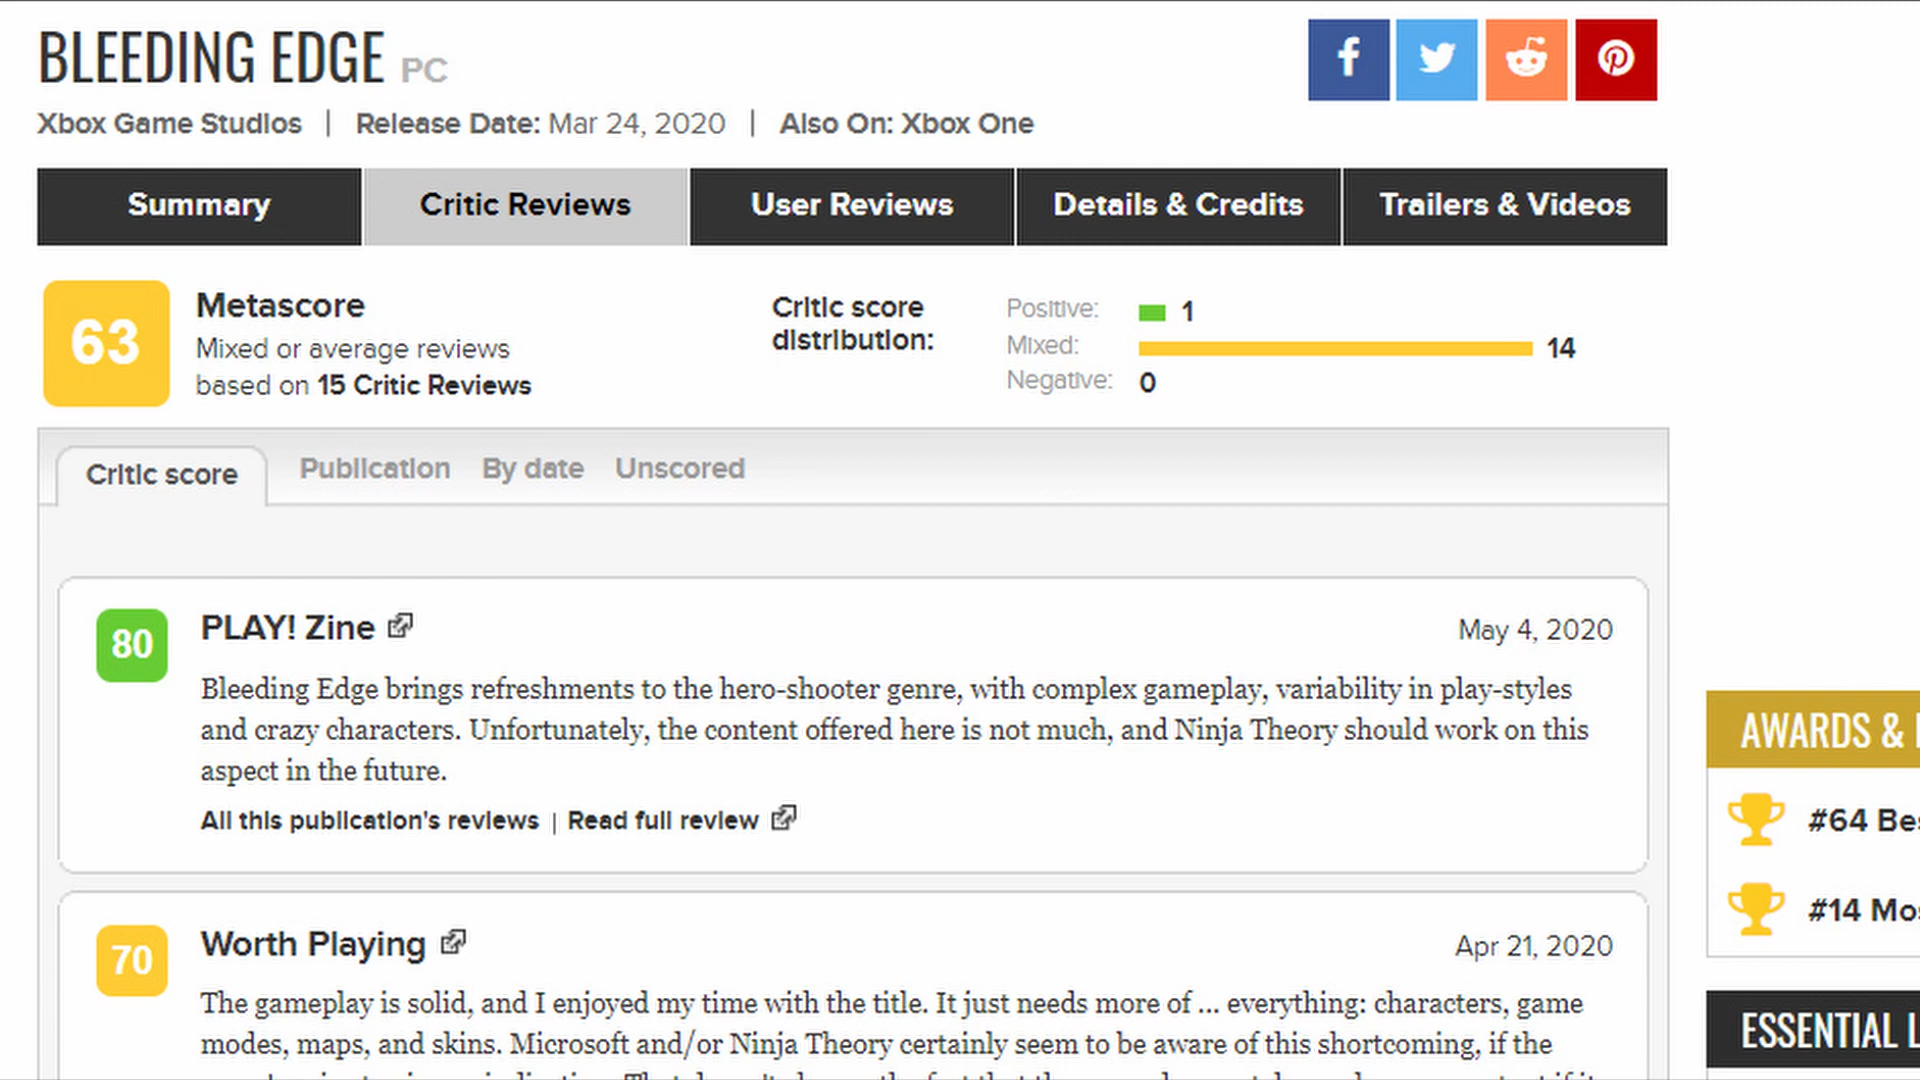 BLEEDING EDGE PC
Xbox Game Studios | Release Date: Mar 24, 2020 | Also On: Xbox One
Summary
Critic Reviews
User Reviews
Details & Credits
Trailers & Videos
63
Metascore
Mixed or average reviews
based on 15 Critic Reviews
Critic score
distribution:
Positive: 1
Mixed: 14
Negative: 0
Critic score
Publication
By date
Unscored
80
PLAY! Zine
May 4, 2020
Bleeding Edge brings refreshments to the hero-shooter genre, with complex gameplay, variability in play-styles
and crazy characters. Unfortunately, the content offered here is not much, and Ninja Theory should work on this
aspect in the future.
All this publication's reviews | Read full review
70
Worth Playing
Apr 21, 2020
The gameplay is solid, and I enjoyed my time with the title. It just needs more of ... everything: characters, game
modes, maps, and skins. Microsoft and/or Ninja Theory certainly seem to be aware of this shortcoming, if the
AWARDS &
#64
#14
ESSENTIAL